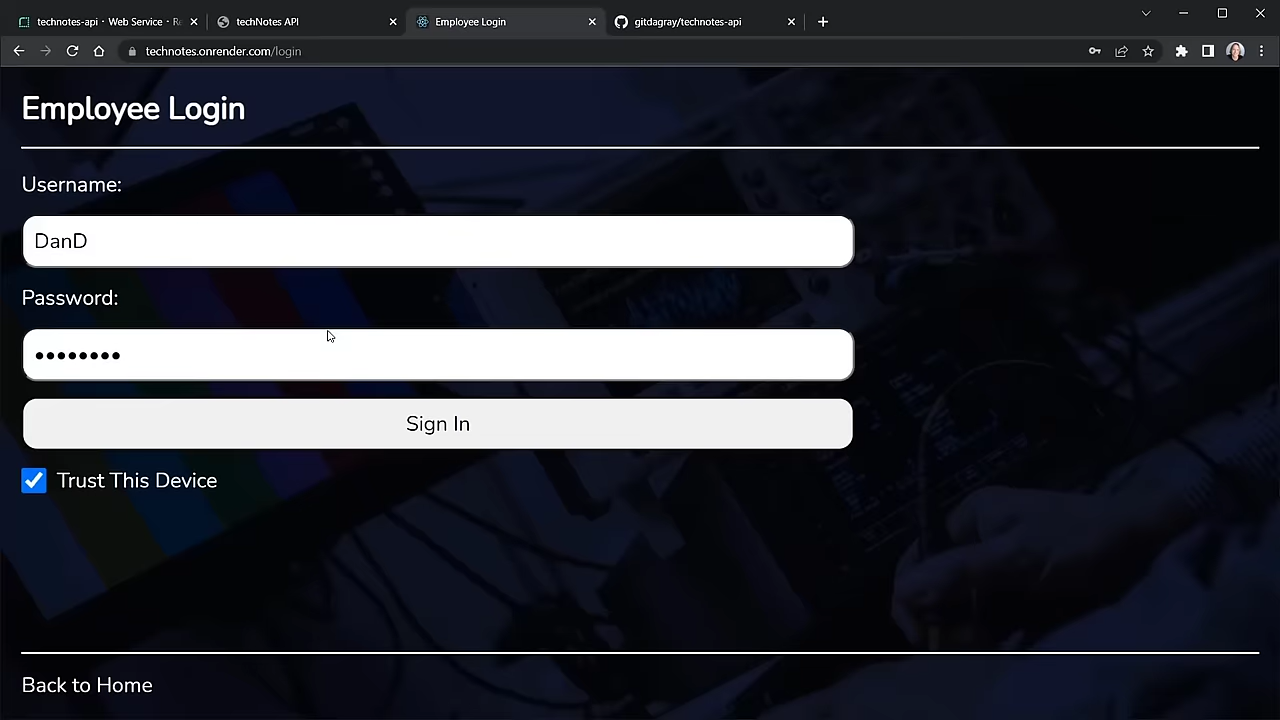 technotes-api · Web Service · Re
techNotes API
Employee Login
gitdagray/technotes-api
technotes.onrender.com/login
Employee Login
Username:
DanD
Password:
••••••••
Sign In
Trust This Device
Back to Home